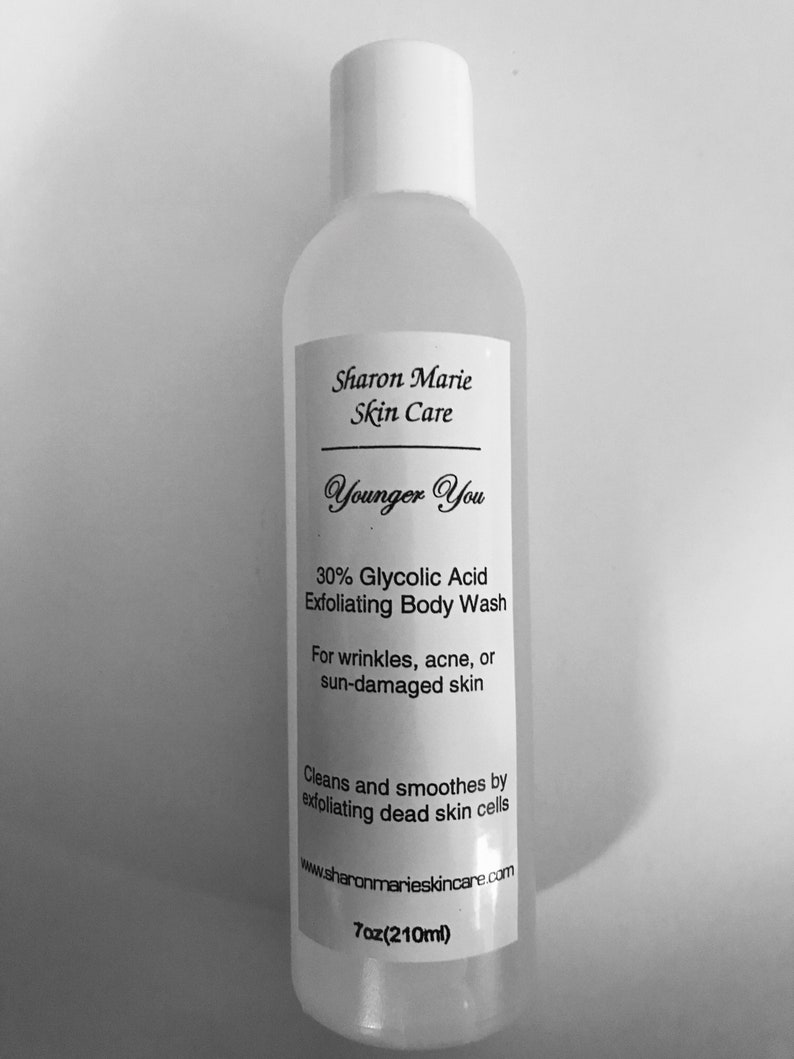 Sharon Marie
Skin Care
Younger You
30% Glycolic Acid
Exfoliating Body Wash
For wrinkles, acne, or
sun-damaged skin
Cleans and smoothes by
exfoliating dead skin cells
www.sharonmarieskincare.com
7oz(210ml)